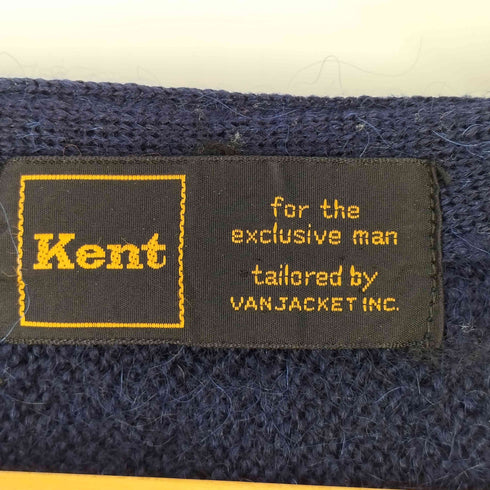 Kent
for the
exclusive man
tailored by
VANJACKET INC.